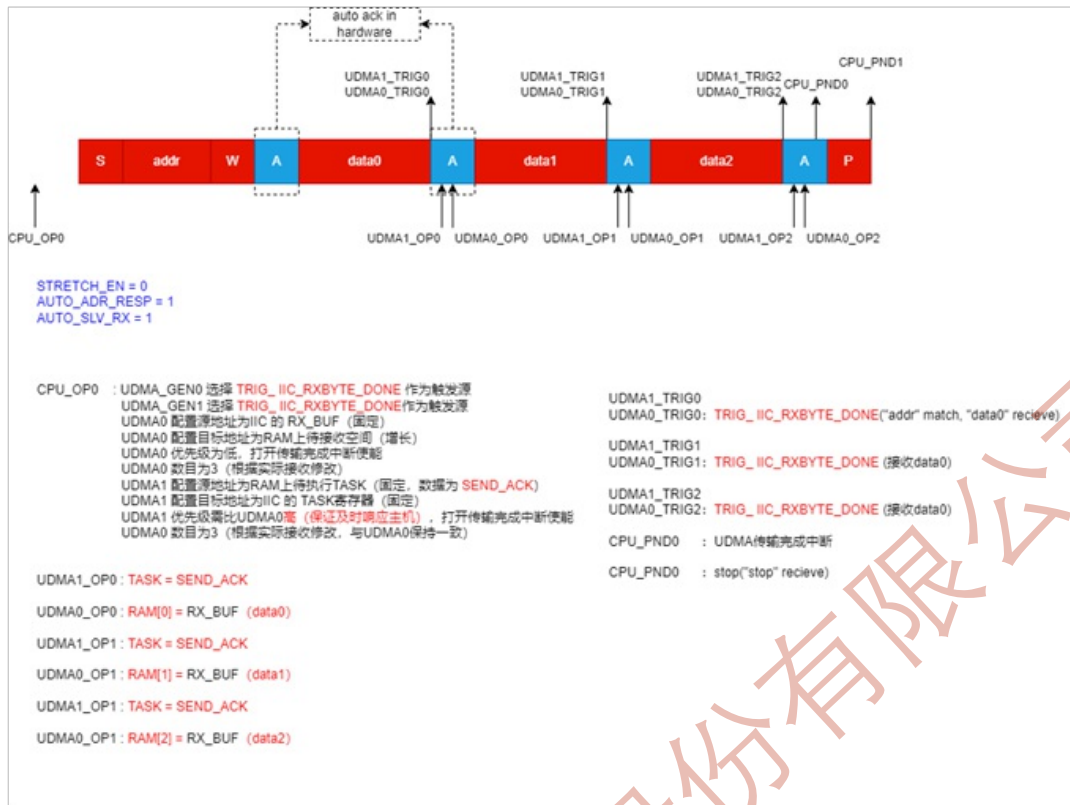 auto ack in
hardware
CPU_PND1
UDMA1_TRIG0
UDMA0_TRIG0
UDMA1_TRIG1
UDMA0_TRIG1
UDMA1_TRIG2
UDMA0_TRIG2
CPU_PND0
S addr W A data0 A data1 A data2 A P
CPU_OP0 UDMA1_OP0 UDMA0_OP0 UDMA1_OP1 UDMA0_OP1 UDMA1_OP2 UDMA0_OP2
STRETCH_EN = 0
AUTO_ADR_RESP = 1
AUTO_SLV_RX = 1
CPU_OP0 : UDMA_GEN0 选择 TRIG_ IIC_RXBYTE_DONE 作为触发源
UDMA_GEN1 选择 TRIG_ IIC_RXBYTE_DONE作为触发源
UDMA0 配置源地址为IIC 的 RX_BUF（固定）
UDMA0 配置目标地址为RAM上待接收空间（增长）
UDMA0 优先级为低，打开传输完成中断使能
UDMA0 数目为3（根据实际接收修改）
UDMA1 配置源地址为RAM上待执行TASK（固定，数据为 SEND_ACK）
UDMA1 配置目标地址为IIC 的 TASK寄存器（固定）
UDMA1 优先级需比UDMA0高（保证及时响应主机），打开传输完成中断使能
UDMA0 数目为3（根据实际接收修改，与UDMA0保持一致）
UDMA1_OP0 : TASK = SEND_ACK
UDMA0_OP0 : RAM[0] = RX_BUF（data0）
UDMA1_OP1 : TASK = SEND_ACK
UDMA0_OP1 : RAM[1] = RX_BUF（data1）
UDMA1_OP1 : TASK = SEND_ACK
UDMA0_OP1 : RAM[2] = RX_BUF（data2）
UDMA1_TRIG0
UDMA0_TRIG0: TRIG_ IIC_RXBYTE_DONE("addr" match, "data0" recieve)
UDMA1_TRIG1
UDMA0_TRIG1: TRIG_ IIC_RXBYTE_DONE (接收data0)
UDMA1_TRIG2
UDMA0_TRIG2: TRIG_ IIC_RXBYTE_DONE (接收data0)
CPU_PND0 : UDMA传输完成中断
CPU_PND0 : stop("stop" recieve)
份有限公司